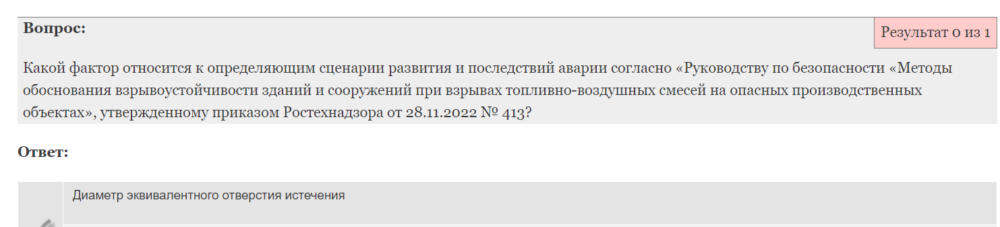 Вопрос:
Результат 0 из 1
Какой фактор относится к определяющим сценарии развития и последствий аварии согласно «Руководству по безопасности «Методы
обоснования взрывоустойчивости зданий и сооружений при взрывах топливно-воздушных смесей на опасных производственных
объектах», утвержденному приказом Ростехнадзора от 28.11.2022 № 413?
Ответ:
Диаметр эквивалентного отверстия истечения